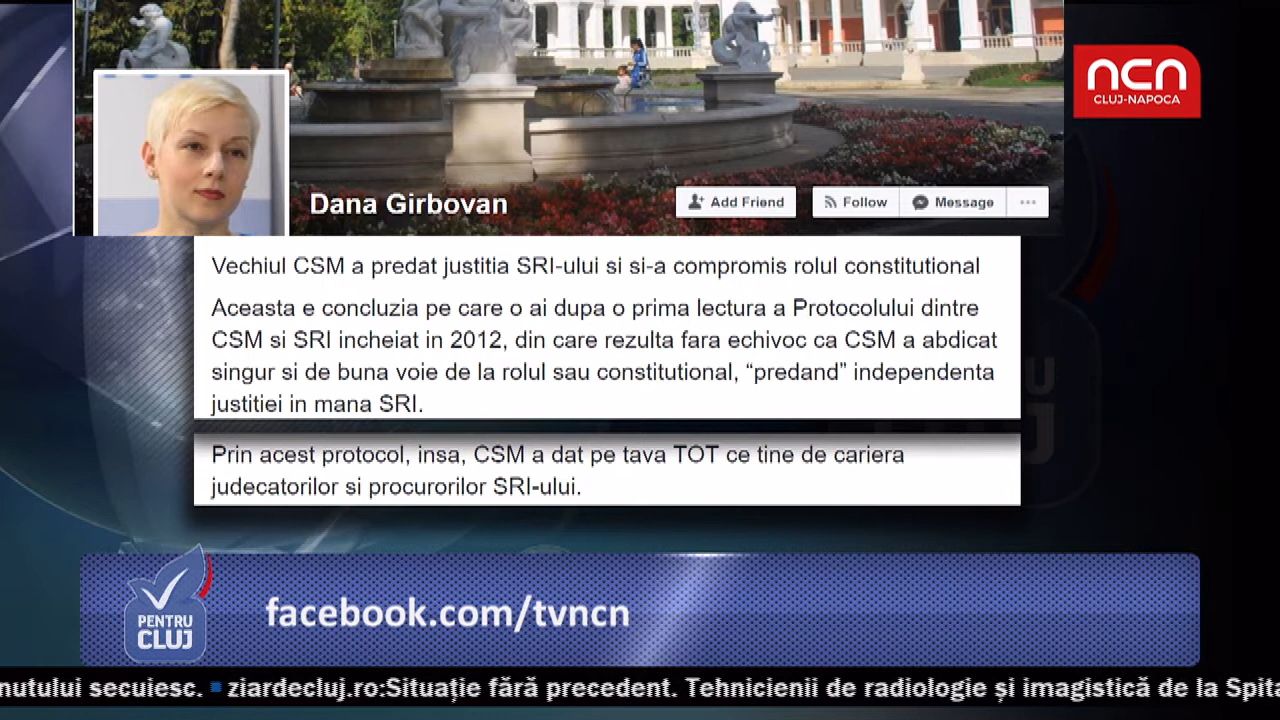 ncn
CLUJ-NAPOCA
Dana Girbovan
Add Friend
Follow
Message
Vechiul CSM a predat justitia SRI-ului si si-a compromis rolul constitutional
Aceasta e concluzia pe care o ai dupa o prima lectura a Protocolului dintre
CSM si SRI incheiat in 2012, din care rezulta fara echivoc ca CSM a abdicat
singur si de buna voie de la rolul sau constitutional, “predand” independenta
justitiei in mana SRI.
Prin acest protocol, insa, CSM a dat pe tava TOT ce tine de cariera
judecatorilor si procurorilor SRI-ului.
PENTRU
CLUJ
facebook.com/tvncn
nutului secuiesc. ziardecluj.ro:Situație fără precedent. Tehnicienii de radiologie și imagistică de la Spita